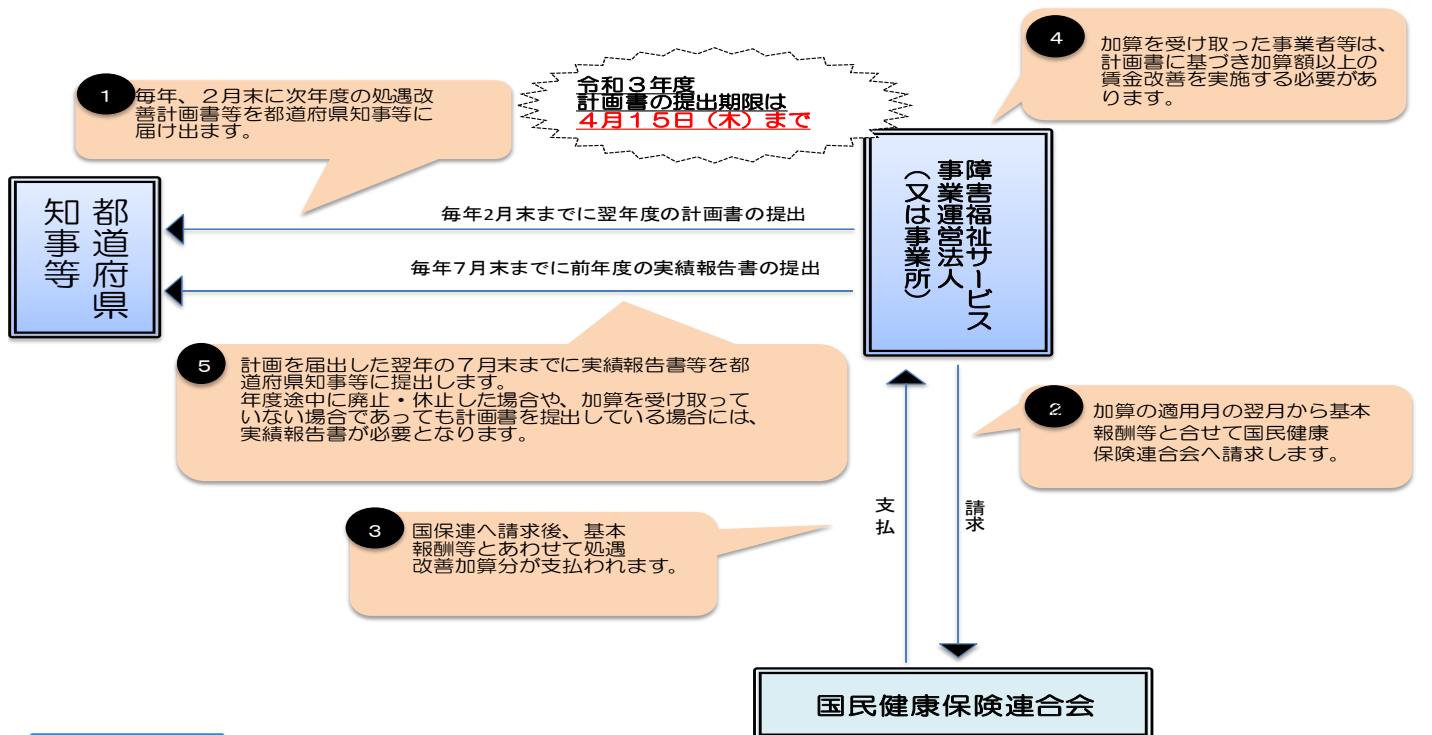 1
毎年、２月末に次年度の処遇改
善計画書等を都道府県知事等に
届け出ます。
令和３年度
計画書の提出期限は
４月１５日（木）まで
4
加算を受け取った事業者等は、
計画書に基づき加算額以上の
賃金改善を実施する必要があ
ります。
都道府県
知事等
毎年2月末までに翌年度の計画書の提出
毎年７月末までに前年度の実績報告書の提出
障害福祉サービス
事業運営法人
（又は事業所）
5
計画を届出した翌年の７月末までに実績報告書等を都
道府県知事等に提出します。
年度途中に廃止・休止した場合や、加算を受け取って
いない場合であっても計画書を提出している場合には、
実績報告書が必要となります。
2
加算の適用月の翌月から基本
報酬等と合せて国民健康
保険連合会へ請求します。
支払
請求
3
国保連へ請求後、基本
報酬等とあわせて処遇
改善加算分が支払われます。
国民健康保険連合会